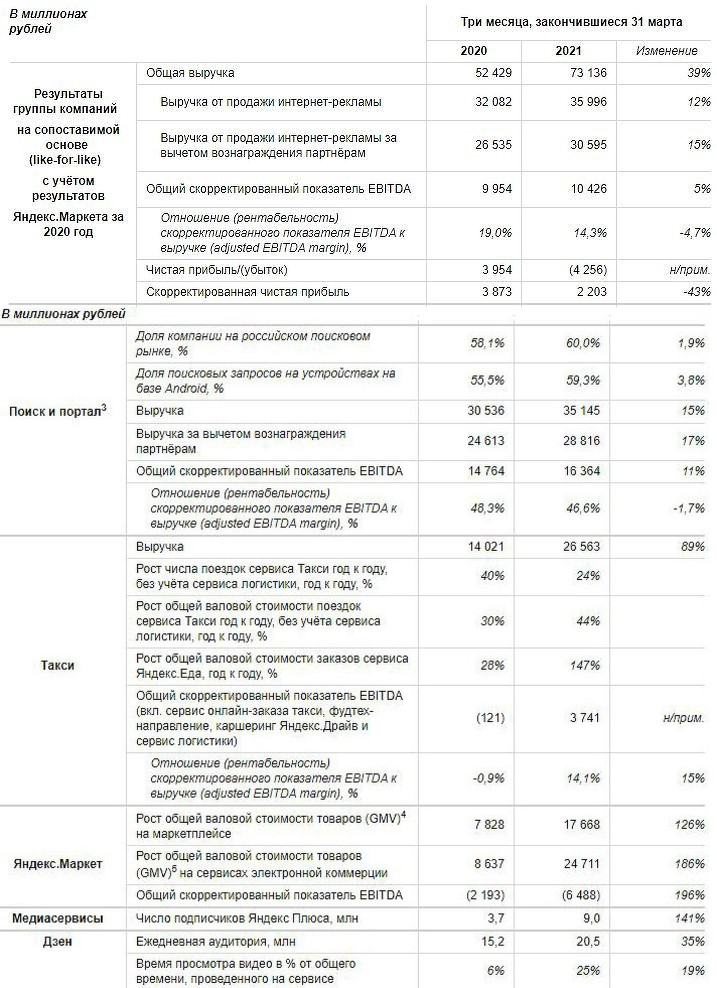 В миллионах
рублей
Три месяца, закончившиеся 31 марта
2020 2021 Изменение
Результаты
группы компаний
на сопоставимой
основе
(like-for-like)
с учётом
результатов
Яндекс.Маркета за
2020 год
Общая выручка 52 429 73 136 39%
Выручка от продажи интернет-рекламы 32 082 35 996 12%
Выручка от продажи интернет-рекламы за
вычетом вознаграждения партнёрам 26 535 30 595 15%
Общий скорректированный показатель EBITDA 9 954 10 426 5%
Отношение (рентабельность)
скорректированного показателя EBITDA к
выручке (adjusted EBITDA margin), % 19,0% 14,3% -4,7%
Чистая прибыль/(убыток) 3 954 (4 256) н/прим.
Скорректированная чистая прибыль 3 873 2 203 -43%
В миллионах рублей
Поиск и портал3
Доля компании на российском поисковом
рынке, % 58,1% 60,0% 1,9%
Доля поисковых запросов на устройствах на
базе Android, % 55,5% 59,3% 3,8%
Выручка 30 536 35 145 15%
Выручка за вычетом вознаграждения
партнёрам 24 613 28 816 17%
Общий скорректированный показатель EBITDA 14 764 16 364 11%
Отношение (рентабельность)
скорректированного показателя EBITDA к
выручке (adjusted EBITDA margin), % 48,3% 46,6% -1,7%
Такси
Выручка 14 021 26 563 89%
Рост числа поездок сервиса Такси год к году,
без учёта сервиса логистики, год к году, % 40% 24%
Рост общей валовой стоимости поездок
сервиса Такси год к году, без учёта сервиса
логистики, год к году, % 30% 44%
Рост общей валовой стоимости заказов сервиса
Яндекс.Еда, год к году, % 28% 147%
Общий скорректированный показатель EBITDA
(вкл. сервис онлайн-заказа такси, фудтех-
направление, каршеринг Яндекс.Драйв и
сервис логистики) (121) 3 741 н/прим.
Отношение (рентабельность)
скорректированного показателя EBITDA к
выручке (adjusted EBITDA margin), % -0,9% 14,1% 15%
Яндекс.Маркет
Рост общей валовой стоимости товаров (GMV)4
на маркетплейсе 7 828 17 668 126%
Рост общей валовой стоимости товаров
(GMV)5 на сервисах электронной коммерции 8 637 24 711 186%
Общий скорректированный показатель EBITDA (2 193) (6 488) 196%
Медиасервисы Число подписчиков Яндекс Плюса, млн 3,7 9,0 141%
Дзен Ежедневная аудитория, млн 15,2 20,5 35%
Время просмотра видео в % от общего
времени, проведенного на сервисе 6% 25% 19%